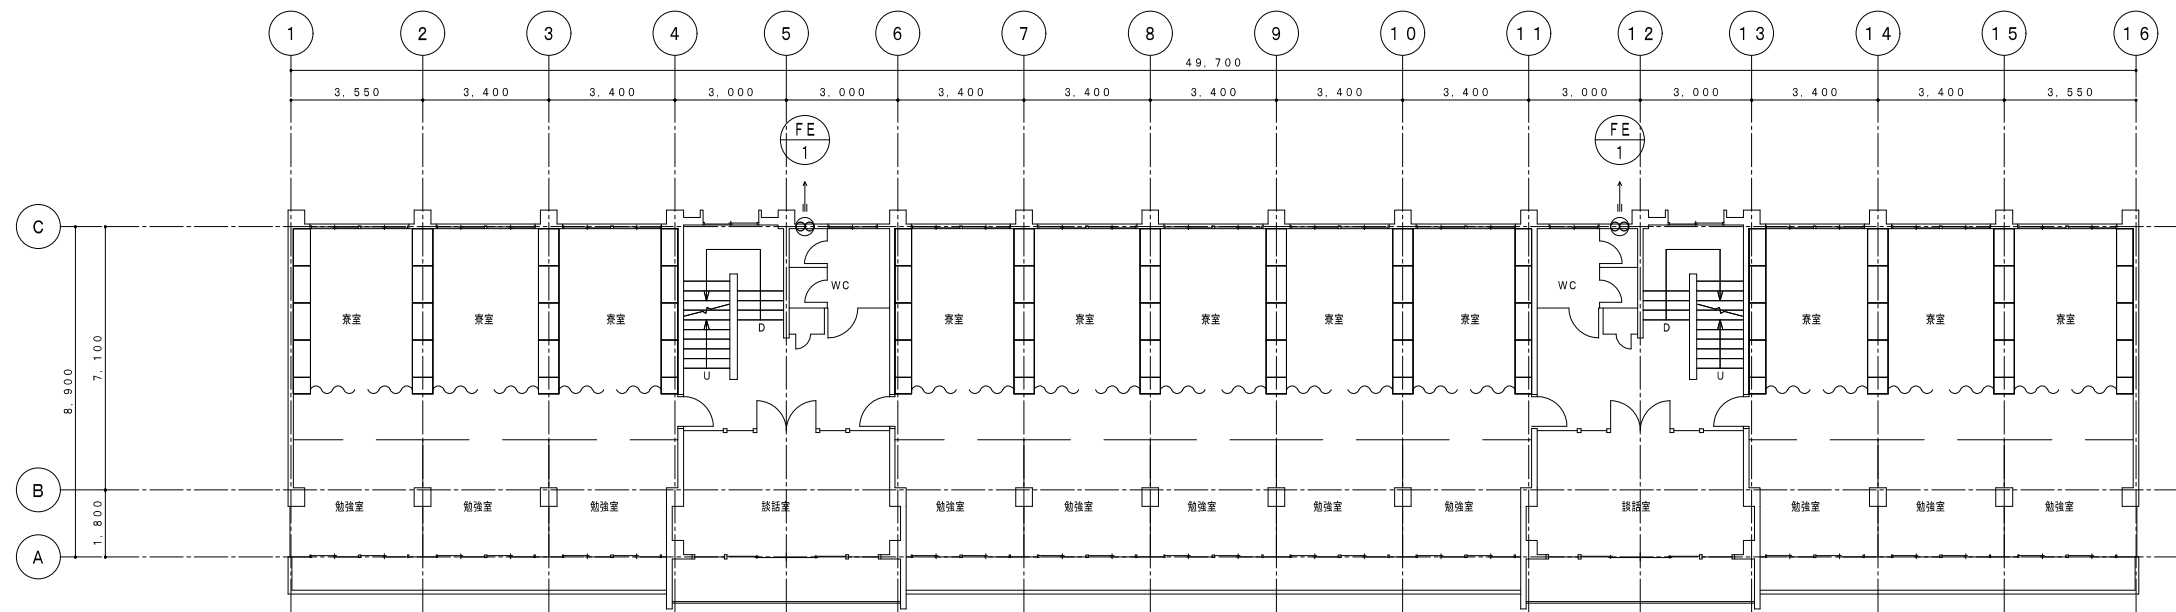 1 2 3 4 5 6 7 8 9 10 11 12 13 14 15 16
49,700
3,550 3,400 3,400 3,000 3,000 3,400 3,400 3,400 3,400 3,400 3,000 3,000 3,400 3,400 3,550
FE FE
1 1
C
WC WC
寮室 寮室 寮室 寮室 寮室 寮室 寮室 寮室 寮室 寮室 寮室
D D
7,100
U U
8,900
B
勉強室 勉強室 勉強室 談話室 勉強室 勉強室 勉強室 勉強室 勉強室 談話室 勉強室 勉強室 勉強室
1,800
A